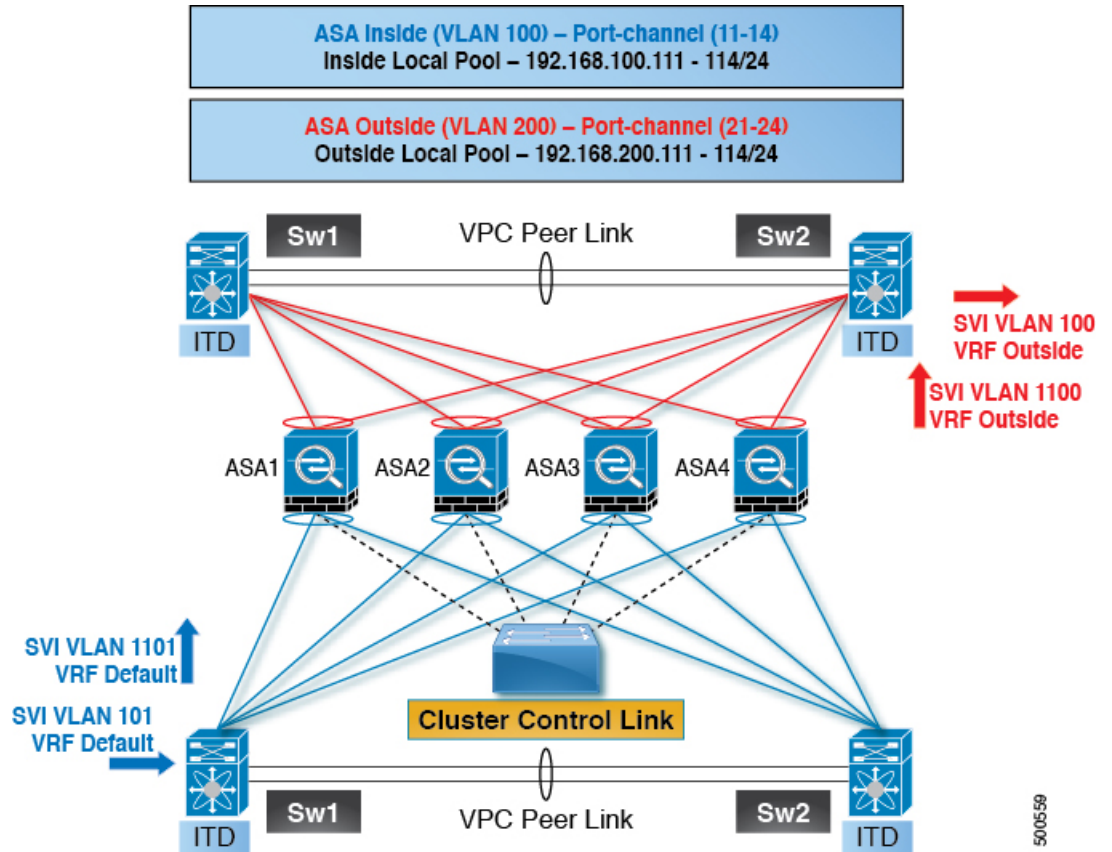 ASA Inside (VLAN 100) – Port-channel (11-14)
Inside Local Pool – 192.168.100.111 - 114/24
ASA Outside (VLAN 200) – Port-channel (21-24)
Outside Local Pool – 192.168.200.111 - 114/24
Sw1
VPC Peer Link
Sw2
ITD
ITD
SVI VLAN 100
VRF Outside
SVI VLAN 1100
VRF Outside
ASA1
ASA2
ASA3
ASA4
SVI VLAN 1101
VRF Default
SVI VLAN 101
VRF Default
Cluster Control Link
Sw1
VPC Peer Link
Sw2
ITD
ITD
500559